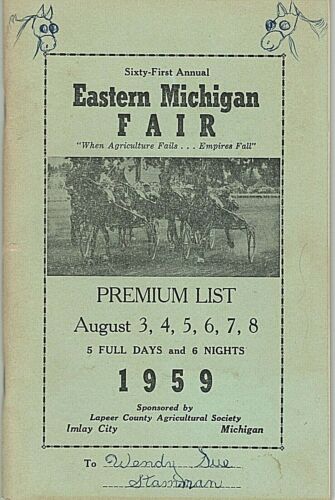 Sixty-First Annual
Eastern Michigan
FAIR
"When Agriculture Fails . . . Empires Fall"
PREMIUM LIST
August 3, 4, 5, 6, 7, 8
5 FULL DAYS and 6 NIGHTS
1959
Sponsored by
Lapeer County Agricultural Society
Imlay City Michigan
To Wendy Sue
Stamman